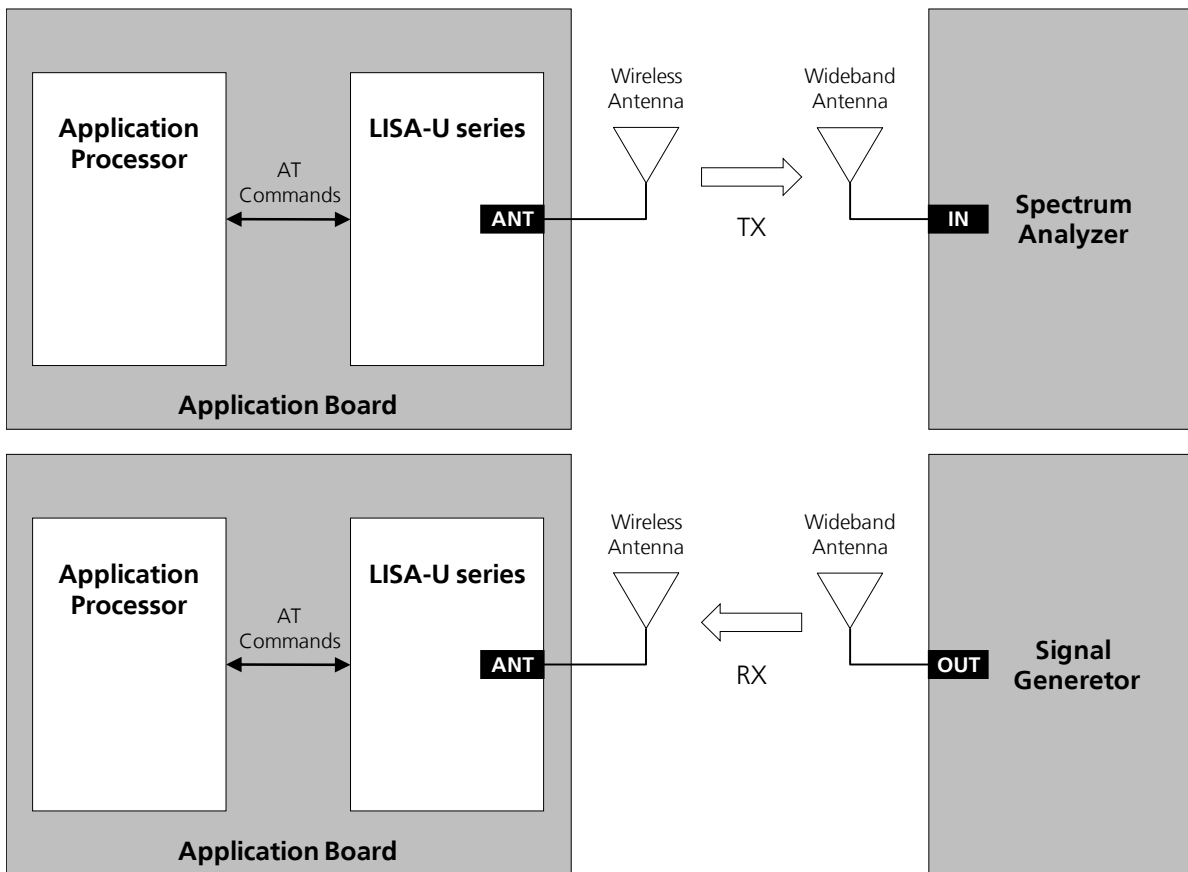 Wireless
Antenna
Wideband
Antenna
Application
Processor
LISA-U series
AT
Commands
ANT
TX
IN
Spectrum
Analyzer
Application Board
Wireless
Antenna
Wideband
Antenna
Application
Processor
LISA-U series
AT
Commands
ANT
RX
OUT
Signal
Generetor
Application Board